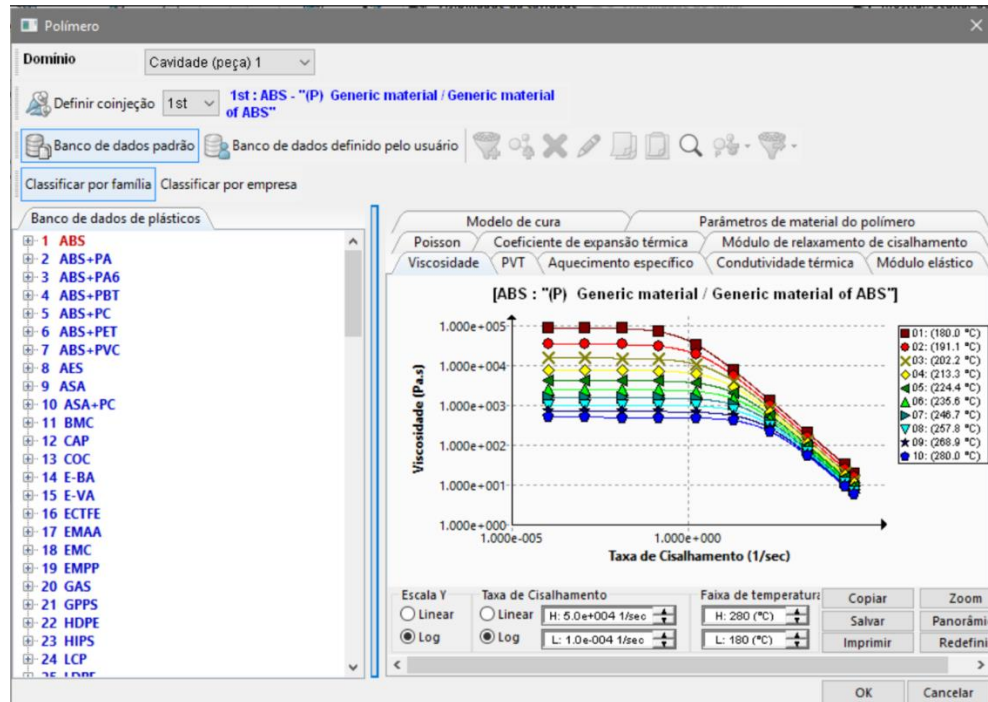 Polímero
Domínio
Cavidade (peça) 1
Definir coinjeção
1st
1st : ABS - "(P) Generic material / Generic material
of ABS"
Banco de dados padrão
Banco de dados definido pelo usuário
Classificar por família
Classificar por empresa
Banco de dados de plásticos
1 ABS
2 ABS+PA
3 ABS+PA6
4 ABS+PBT
5 ABS+PC
6 ABS+PET
7 ABS+PVC
8 AES
9 ASA
10 ASA+PC
11 BMC
12 CAP
13 COC
14 E-BA
15 E-VA
16 ECTFE
17 EMAA
18 EMC
19 EMPP
20 GAS
21 GPPS
22 HDPE
23 HIPS
24 LCP
Modelo de cura
Parâmetros de material do polímero
Poisson
Coeficiente de expansão térmica
Módulo de relaxamento de cisalhamento
Viscosidade
PVT
Aquecimento específico
Condutividade térmica
Módulo elástico
[ABS : "(P) Generic material / Generic material of ABS"]
Viscosidade (Pa.s)
1.000e+005
1.000e+004
1.000e+003
1.000e+002
1.000e+001
1.000e+000
1.000e-005
1.000e+000
Taxa de Cisalhamento (1/sec)
01: (180.0 °C)
02: (191.1 °C)
03: (202.2 °C)
04: (213.3 °C)
05: (224.4 °C)
06: (235.6 °C)
07: (246.7 °C)
08: (257.8 °C)
09: (268.9 °C)
10: (280.0 °C)
Escala Y
Linear
Log
Taxa de Cisalhamento
Linear
H: 5.0e+004 1/sec
Log
L: 1.0e-004 1/sec
Faixa de temperatura
H: 280 (°C)
L: 180 (°C)
Copiar
Zoom
Salvar
Panorâmi
Imprimir
Redefini
OK
Cancelar